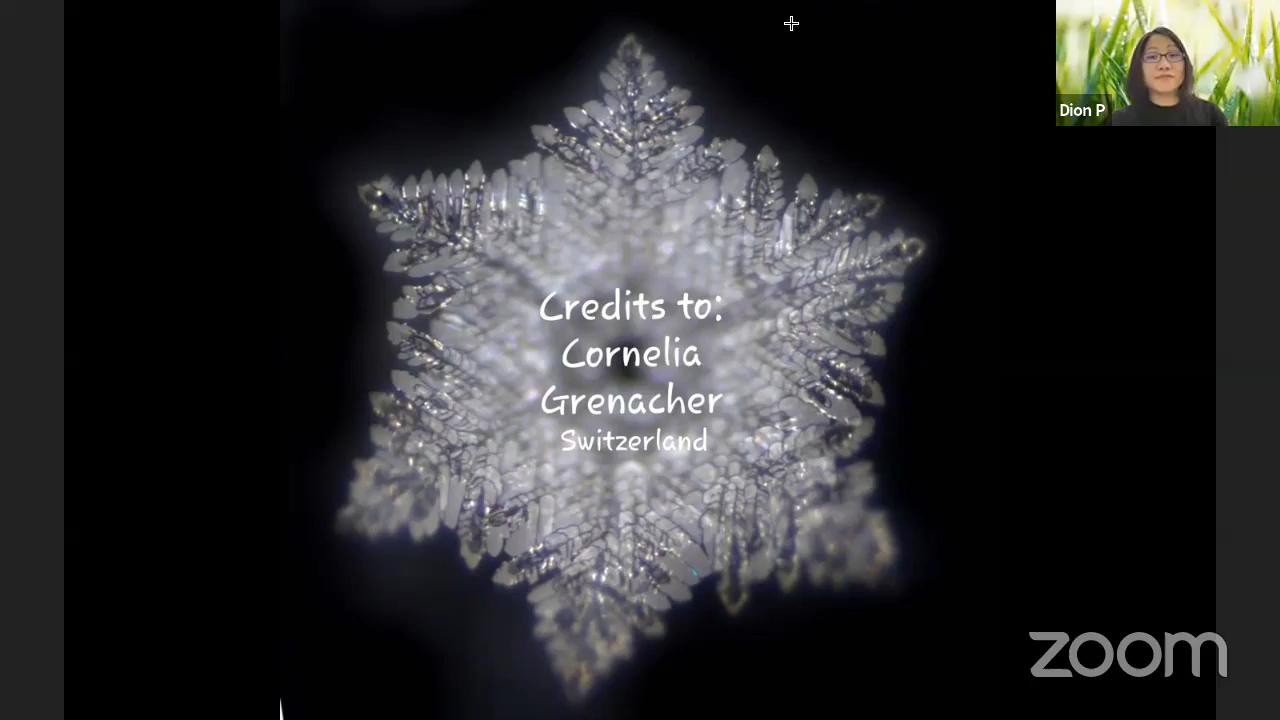 Dion P
Credits to:
Cornelia
Grenacher
Switzerland
zoom